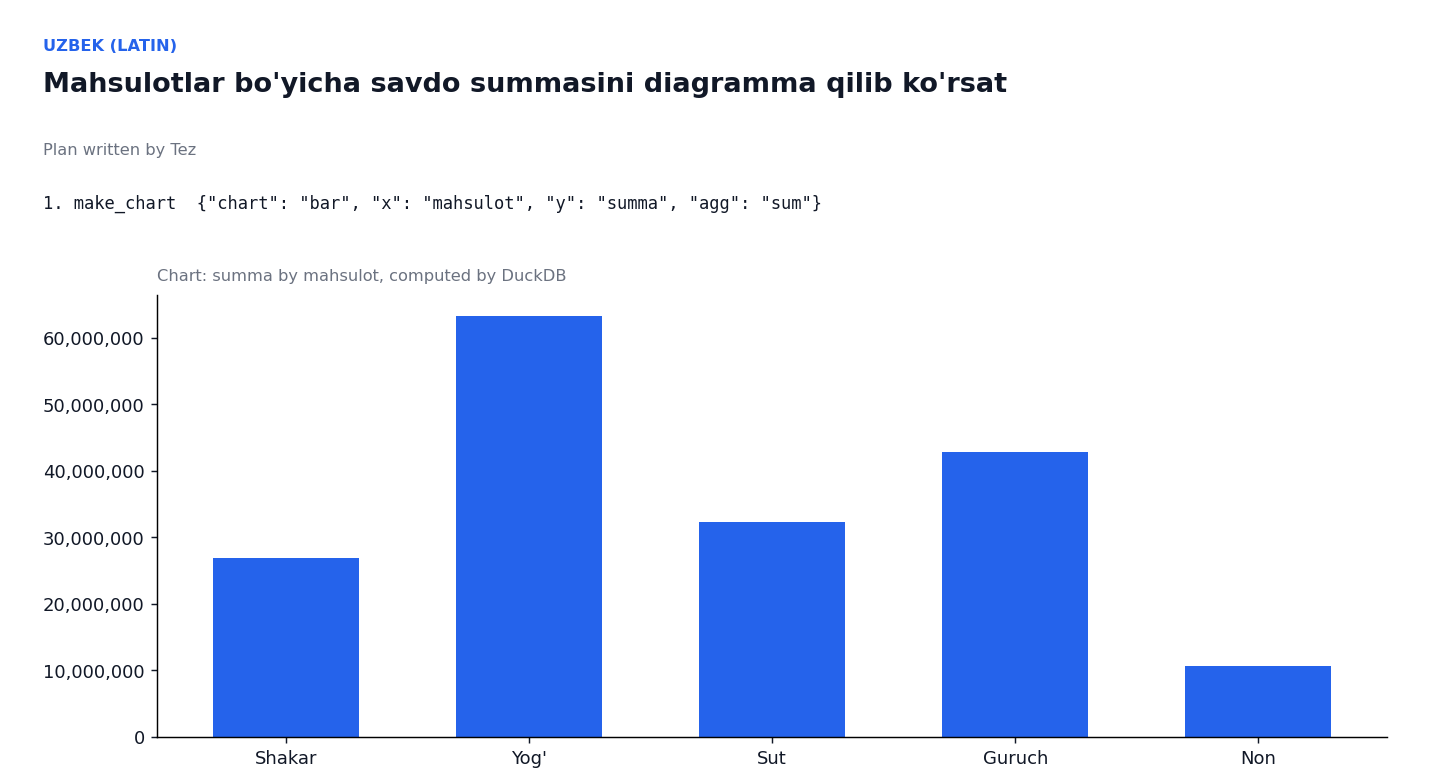 UZBEK (LATIN)
Mahsulotlar bo'yicha savdo summasini diagramma qilib ko'rsat
Plan written by Tez
1. make_chart  {"chart": "bar", "x": "mahsulot", "y": "summa", "agg": "sum"}
Chart: summa by mahsulot, computed by DuckDB
60,000,000
50,000,000
40,000,000
30,000,000
20,000,000
10,000,000
0
Shakar Yog' Sut Guruch Non